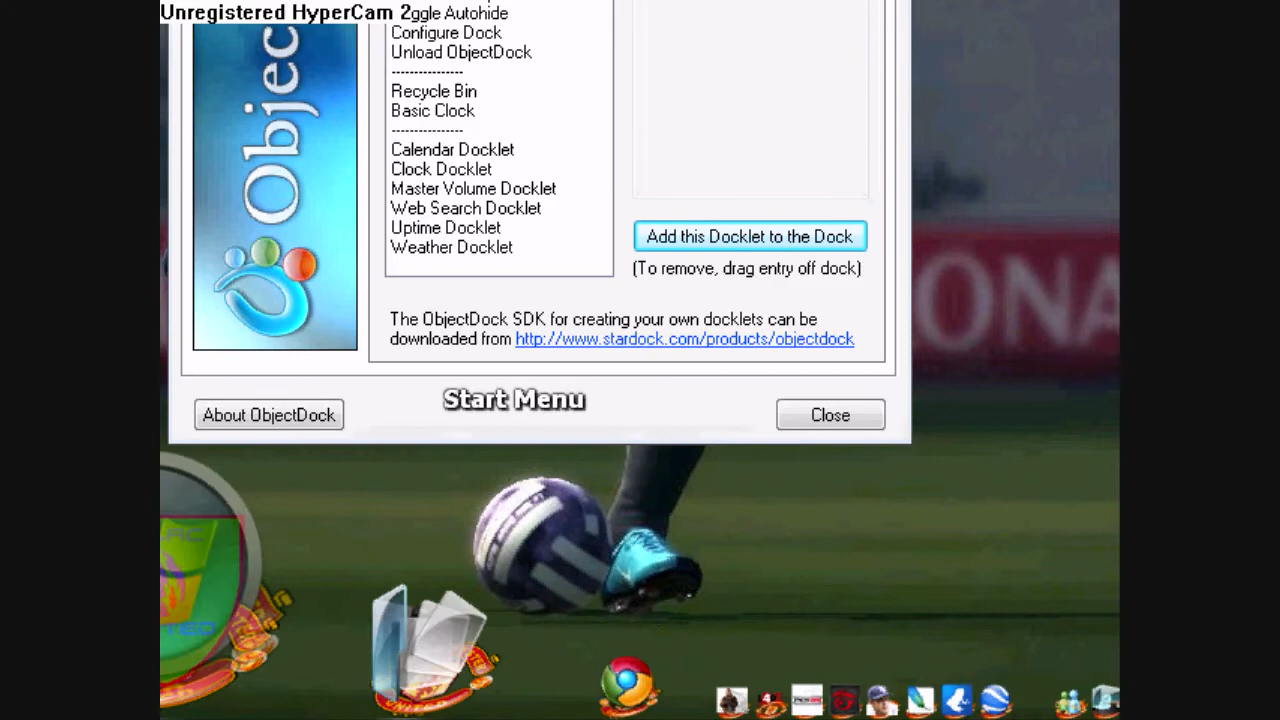 Unregistered HyperCam 2
ggle Autohide
Configure Dock
Unload ObjectDock
----------------
Recycle Bin
Basic Clock
----------------
Calendar Docklet
Clock Docklet
Master Volume Docklet
Web Search Docklet
Uptime Docklet
Weather Docklet
Objec
Add this Docklet to the Dock
(To remove, drag entry off dock)
The ObjectDock SDK for creating your own docklets can be
downloaded from http://www.stardock.com/products/objectdock
Start Menu
About ObjectDock
Close
ONA
UNITED